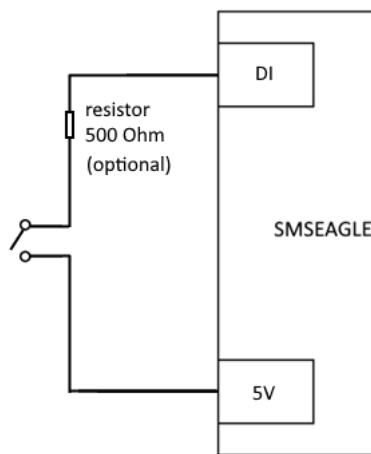 DI
resistor
500 Ohm
(optional)
SMSEAGLE
5V